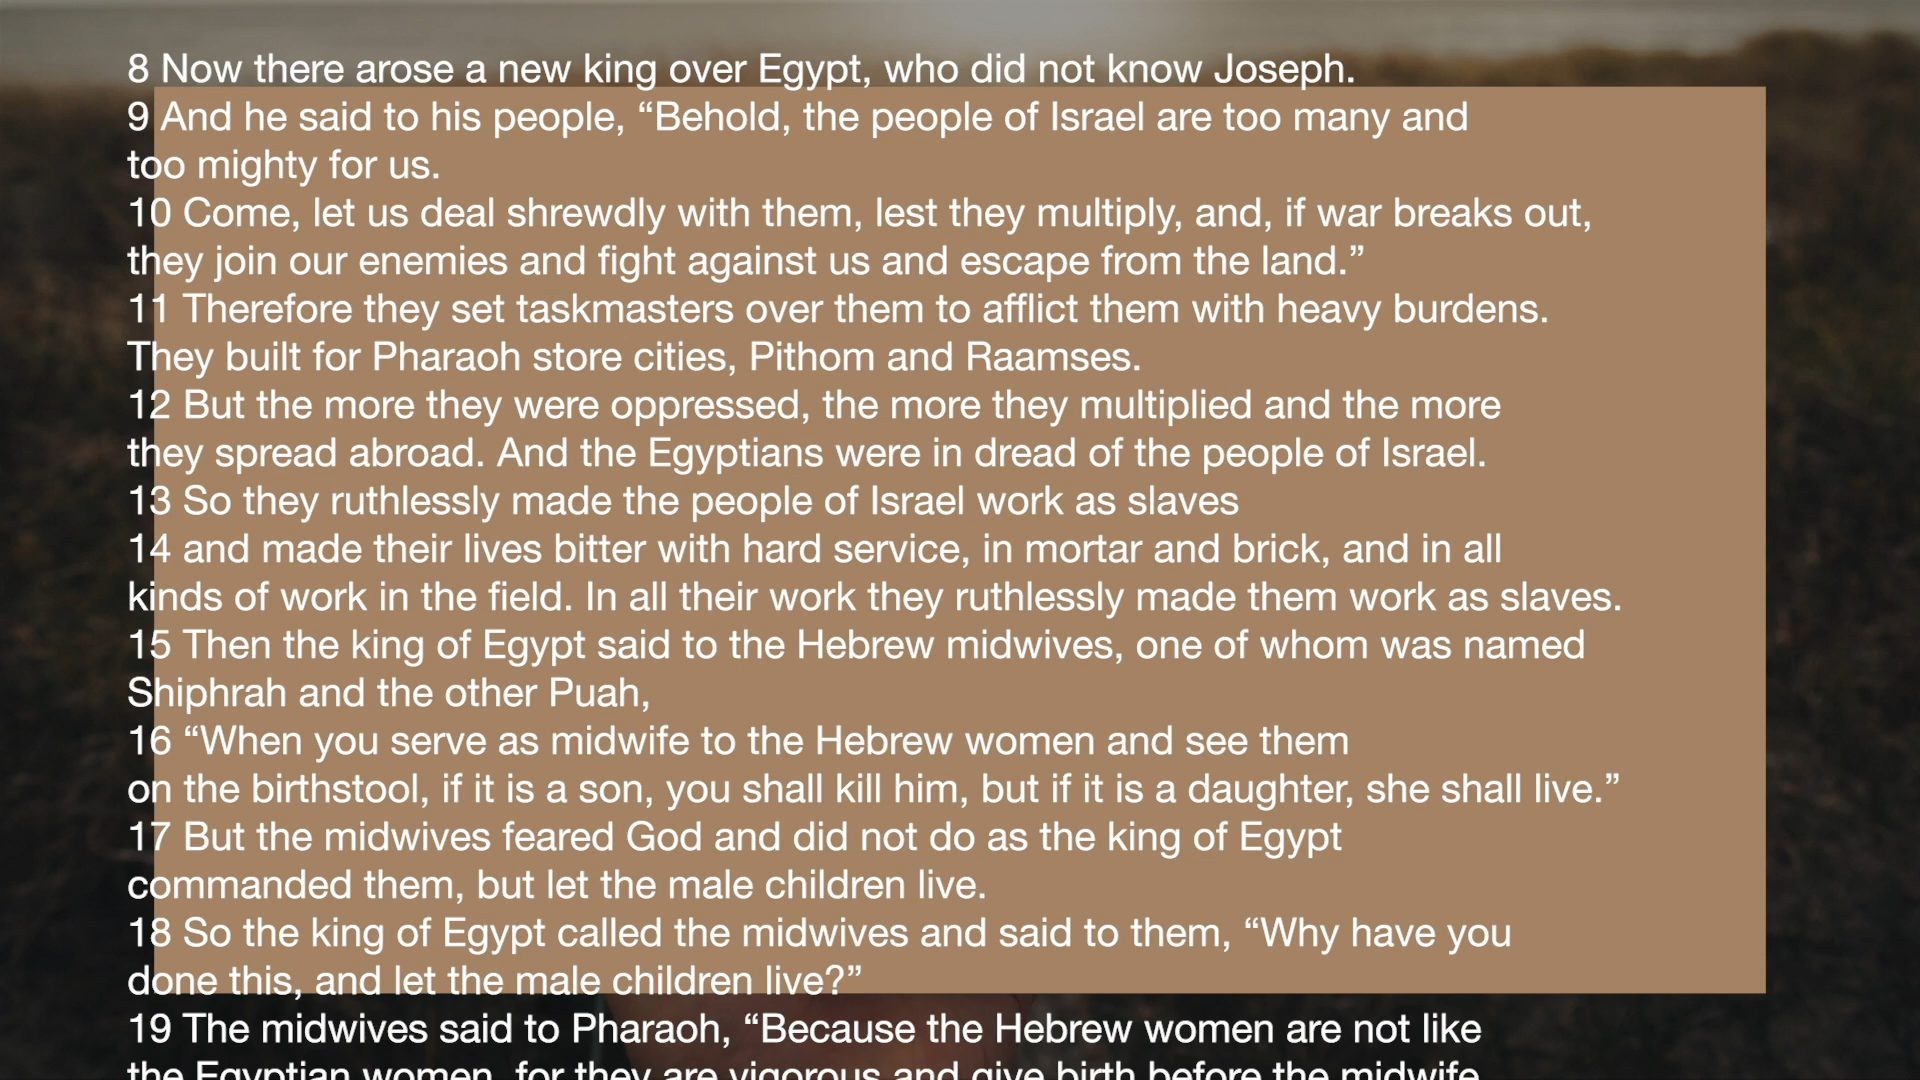 8 Now there arose a new king over Egypt, who did not know Joseph.
9 And he said to his people, “Behold, the people of Israel are too many and
too mighty for us.
10 Come, let us deal shrewdly with them, lest they multiply, and, if war breaks out,
they join our enemies and fight against us and escape from the land.”
11 Therefore they set taskmasters over them to afflict them with heavy burdens.
They built for Pharaoh store cities, Pithom and Raamses.
12 But the more they were oppressed, the more they multiplied and the more
they spread abroad. And the Egyptians were in dread of the people of Israel.
13 So they ruthlessly made the people of Israel work as slaves
14 and made their lives bitter with hard service, in mortar and brick, and in all
kinds of work in the field. In all their work they ruthlessly made them work as slaves.
15 Then the king of Egypt said to the Hebrew midwives, one of whom was named
Shiphrah and the other Puah,
16 “When you serve as midwife to the Hebrew women and see them
on the birthstool, if it is a son, you shall kill him, but if it is a daughter, she shall live.”
17 But the midwives feared God and did not do as the king of Egypt
commanded them, but let the male children live.
18 So the king of Egypt called the midwives and said to them, “Why have you
done this, and let the male children live?”
19 The midwives said to Pharaoh, “Because the Hebrew women are not like
the Egyptian women, for they are vigorous and give birth before the midwife